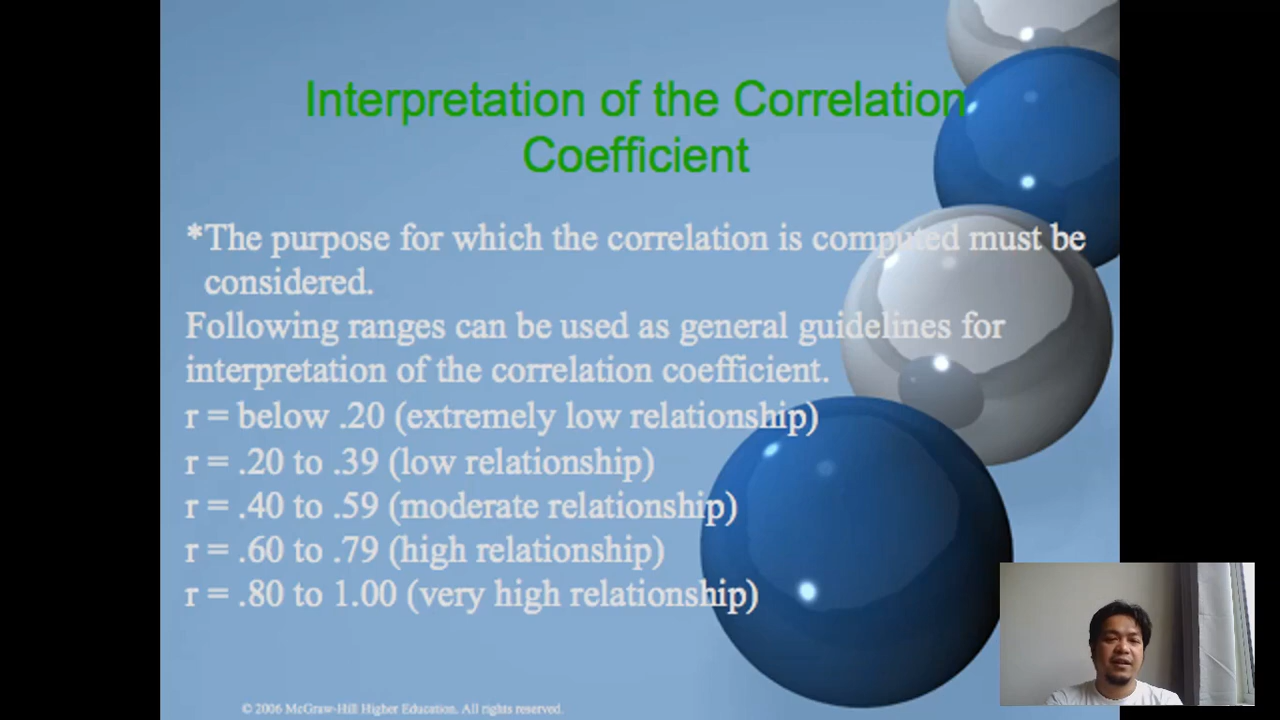 Interpretation of the Correlation
Coefficient
*The purpose for which the correlation is computed must be
considered.
Following ranges can be used as general guidelines for
interpretation of the correlation coefficient.
r = below .20 (extremely low relationship)
r = .20 to .39 (low relationship)
r = .40 to .59 (moderate relationship)
r = .60 to .79 (high relationship)
r = .80 to 1.00 (very high relationship)
© 2006 McGraw-Hill Higher Education. All rights reserved.